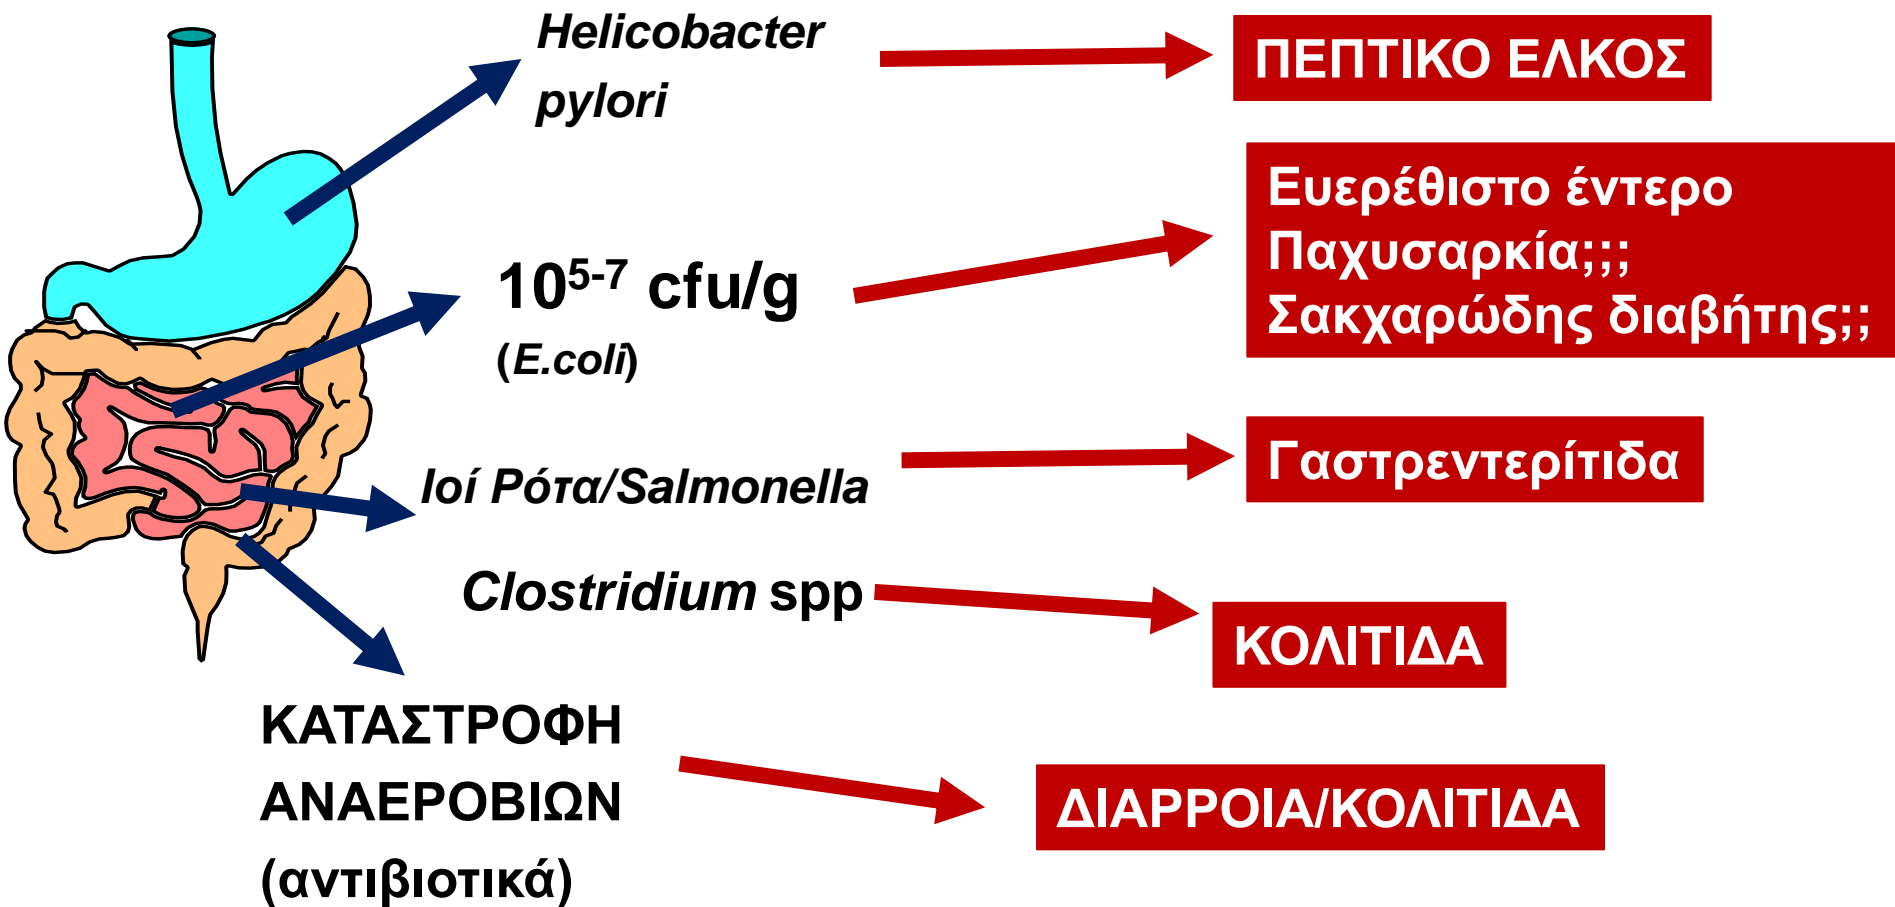 Helicobacter
pylori
ΠΕΠΤΙΚΟ ΕΛΚΟΣ
10⁵⁻⁷ cfu/g
(E.coli)
Ευερέθιστο έντερο
Παχυσαρκία;;;
Σακχαρώδης διαβήτης;;
Ιοί Ρότα/Salmonella
Γαστρεντερίτιδα
Clostridium spp
ΚΟΛΙΤΙΔΑ
ΚΑΤΑΣΤΡΟΦΗ
ΑΝΑΕΡΟΒΙΩΝ
(αντιβιοτικά)
ΔΙΑΡΡΟΙΑ/ΚΟΛΙΤΙΔΑ